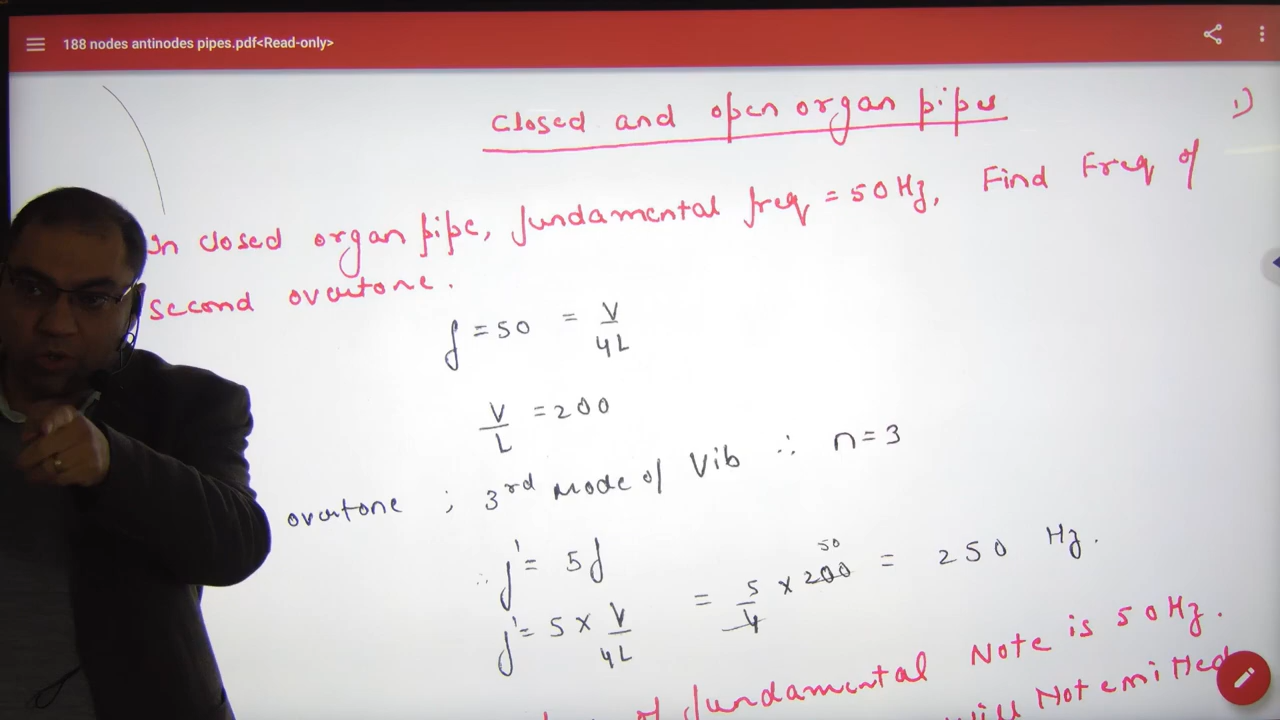 188 nodes antinodes pipes.pdf<Read-only>
Closed and open organ pipes
1)
In closed organ pipe, fundamental freq = 50 Hz, Find Freq of
second overtone.
f = 50 = V/4L
V/L = 200
overtone ; 3rd mode of Vib ∴ n = 3
∴ f' = 5f
f' = 5 × V/4L = 5/4 × 200 50 = 250 Hz.
of fundamental Note is 50 Hz.
will Not emitted